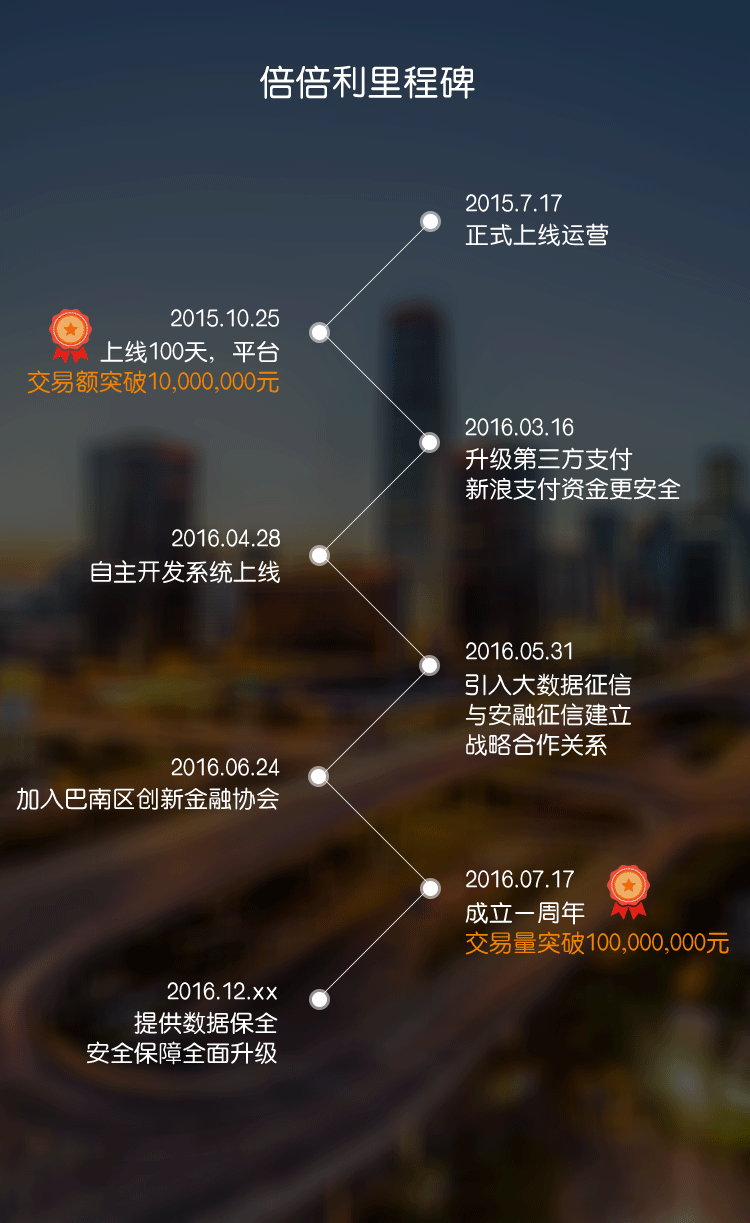 倍倍利里程碑
2015.7.17
正式上线运营
2015.10.25
上线100天，平台
交易额突破10,000,000元
2016.03.16
升级第三方支付
新浪支付资金更安全
2016.04.28
自主开发系统上线
2016.05.31
引入大数据征信
与安融征信建立
战略合作关系
2016.06.24
加入巴南区创新金融协会
2016.07.17
成立一周年
交易量突破100,000,000元
2016.12.xx
提供数据保全
安全保障全面升级